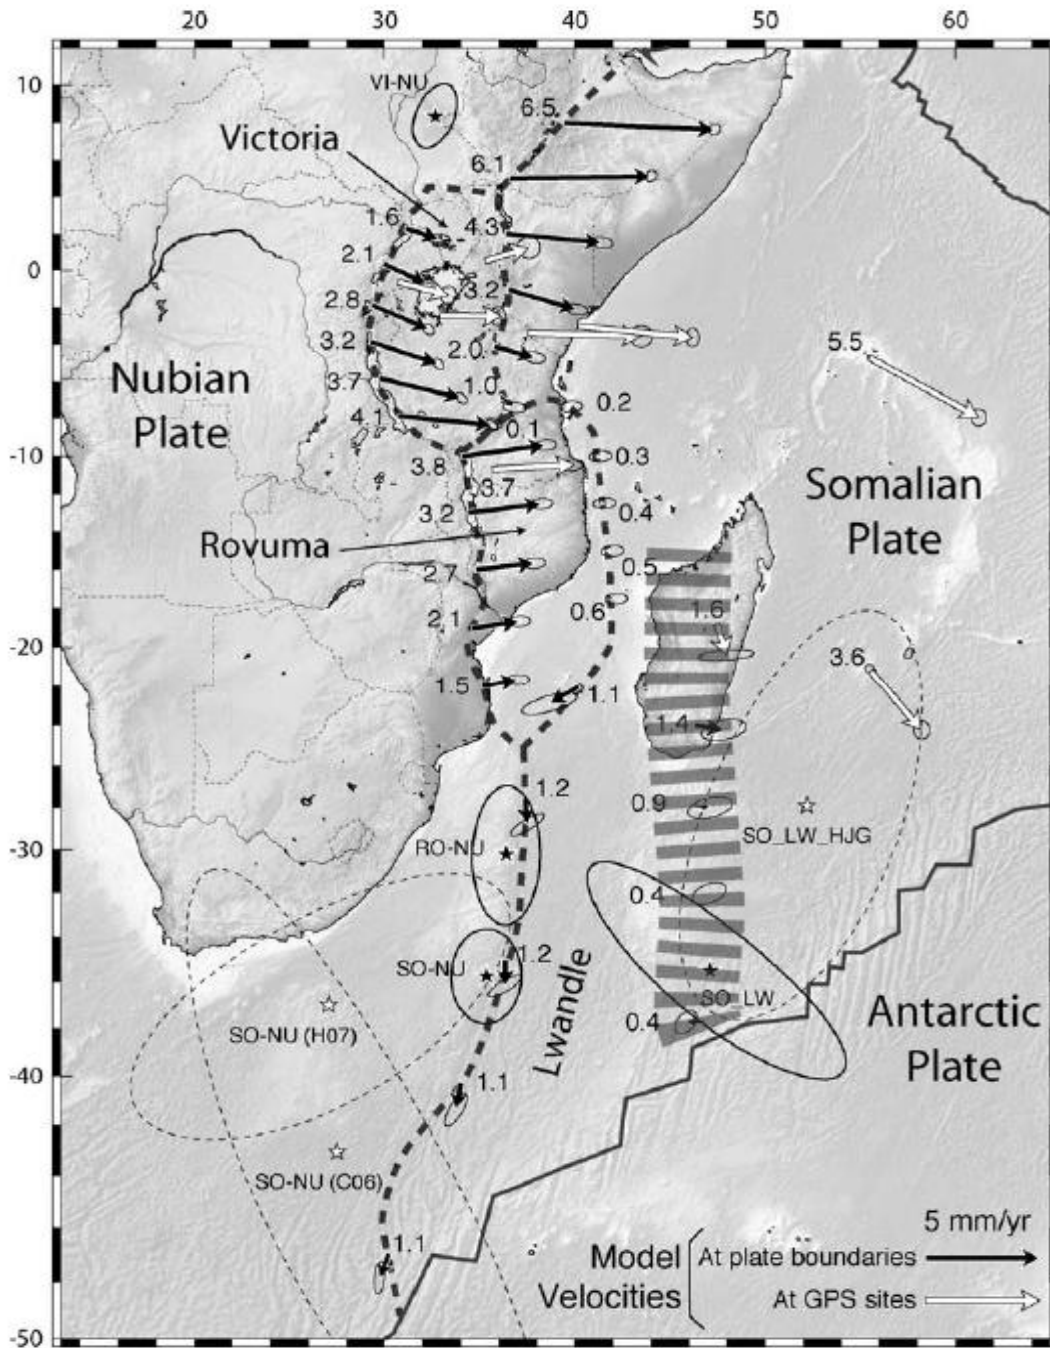 20 30 40 50 60
10
VI-NU
6.5
Victoria
6.1
1.6
4.3
2.1
0
2.8
3.2
3.2
2.0
5.5
Nubian
Plate
3.7
1.0
4.1
0.1
0.2
-10
3.8
0.3
3.7
Somalian
Plate
3.2
0.4
Rovuma
2.7
0.5
2.1
0.6
1.6
-20
3.6
1.5
1.1
1.4
1.2
0.9
SO_LW_HJG
-30
RO-NU
0.4
1.2
SO-NU
Lwandle
SO_LW
SO-NU (H07)
0.4
Antarctic
Plate
-40
1.1
SO-NU (C06)
1.1
5 mm/yr
Model
Velocities
At plate boundaries
At GPS sites
-50